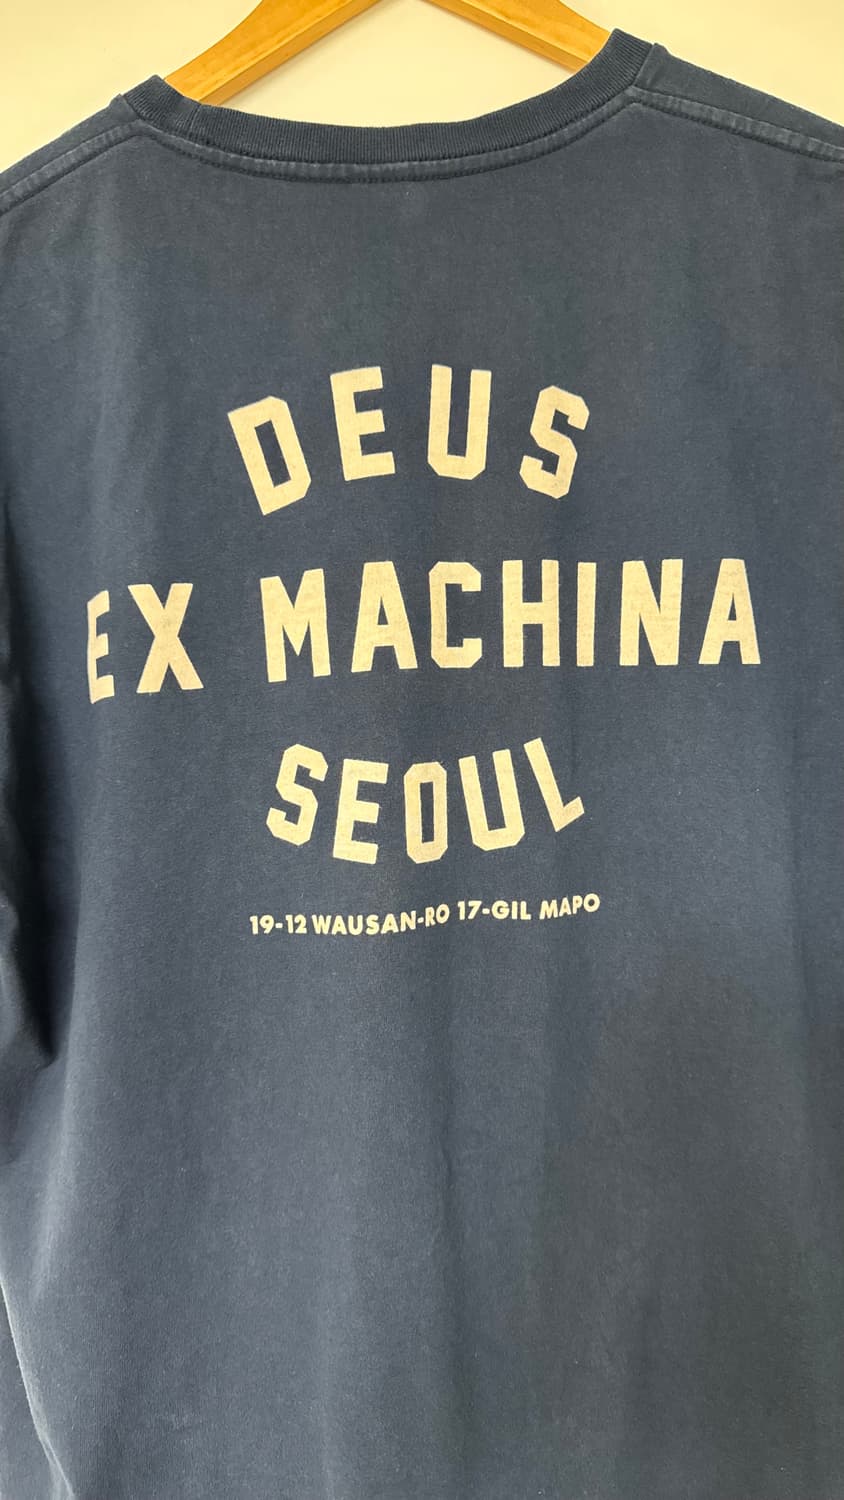 DEUS
EX MACHINA
SEOUL
19-12 WAUSAN-RO 17-GIL MAPO